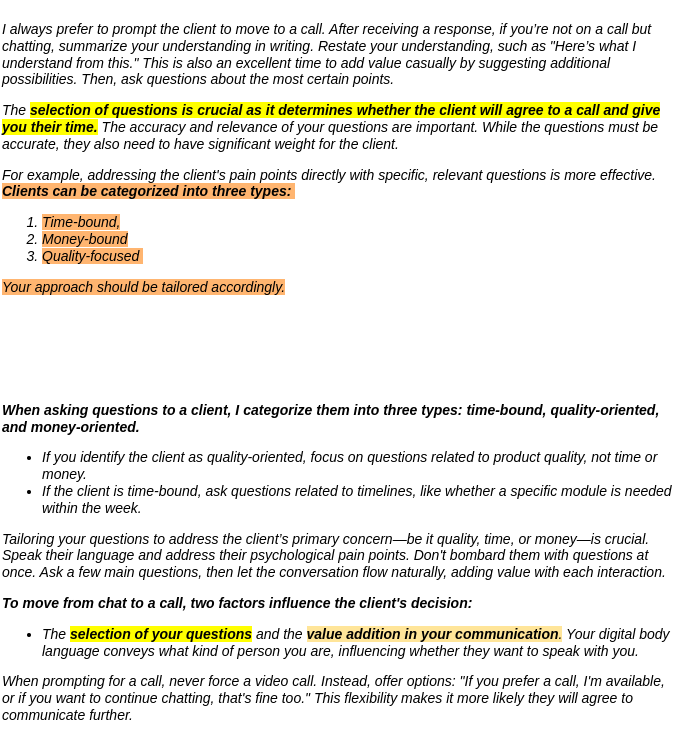 I always prefer to prompt the client to move to a call. After receiving a response, if you’re not on a call but
chatting, summarize your understanding in writing. Restate your understanding, such as "Here’s what I
understand from this." This is also an excellent time to add value casually by suggesting additional
possibilities. Then, ask questions about the most certain points.
The selection of questions is crucial as it determines whether the client will agree to a call and give
you their time. The accuracy and relevance of your questions are important. While the questions must be
accurate, they also need to have significant weight for the client.
For example, addressing the client's pain points directly with specific, relevant questions is more effective.
Clients can be categorized into three types:
1. Time-bound,
2. Money-bound
3. Quality-focused
Your approach should be tailored accordingly.
When asking questions to a client, I categorize them into three types: time-bound, quality-oriented,
and money-oriented.
• If you identify the client as quality-oriented, focus on questions related to product quality, not time or
money.
• If the client is time-bound, ask questions related to timelines, like whether a specific module is needed
within the week.
Tailoring your questions to address the client’s primary concern—be it quality, time, or money—is crucial.
Speak their language and address their psychological pain points. Don't bombard them with questions at
once. Ask a few main questions, then let the conversation flow naturally, adding value with each interaction.
To move from chat to a call, two factors influence the client's decision:
• The selection of your questions and the value addition in your communication. Your digital body
language conveys what kind of person you are, influencing whether they want to speak with you.
When prompting for a call, never force a video call. Instead, offer options: "If you prefer a call, I'm available,
or if you want to continue chatting, that's fine too." This flexibility makes it more likely they will agree to
communicate further.